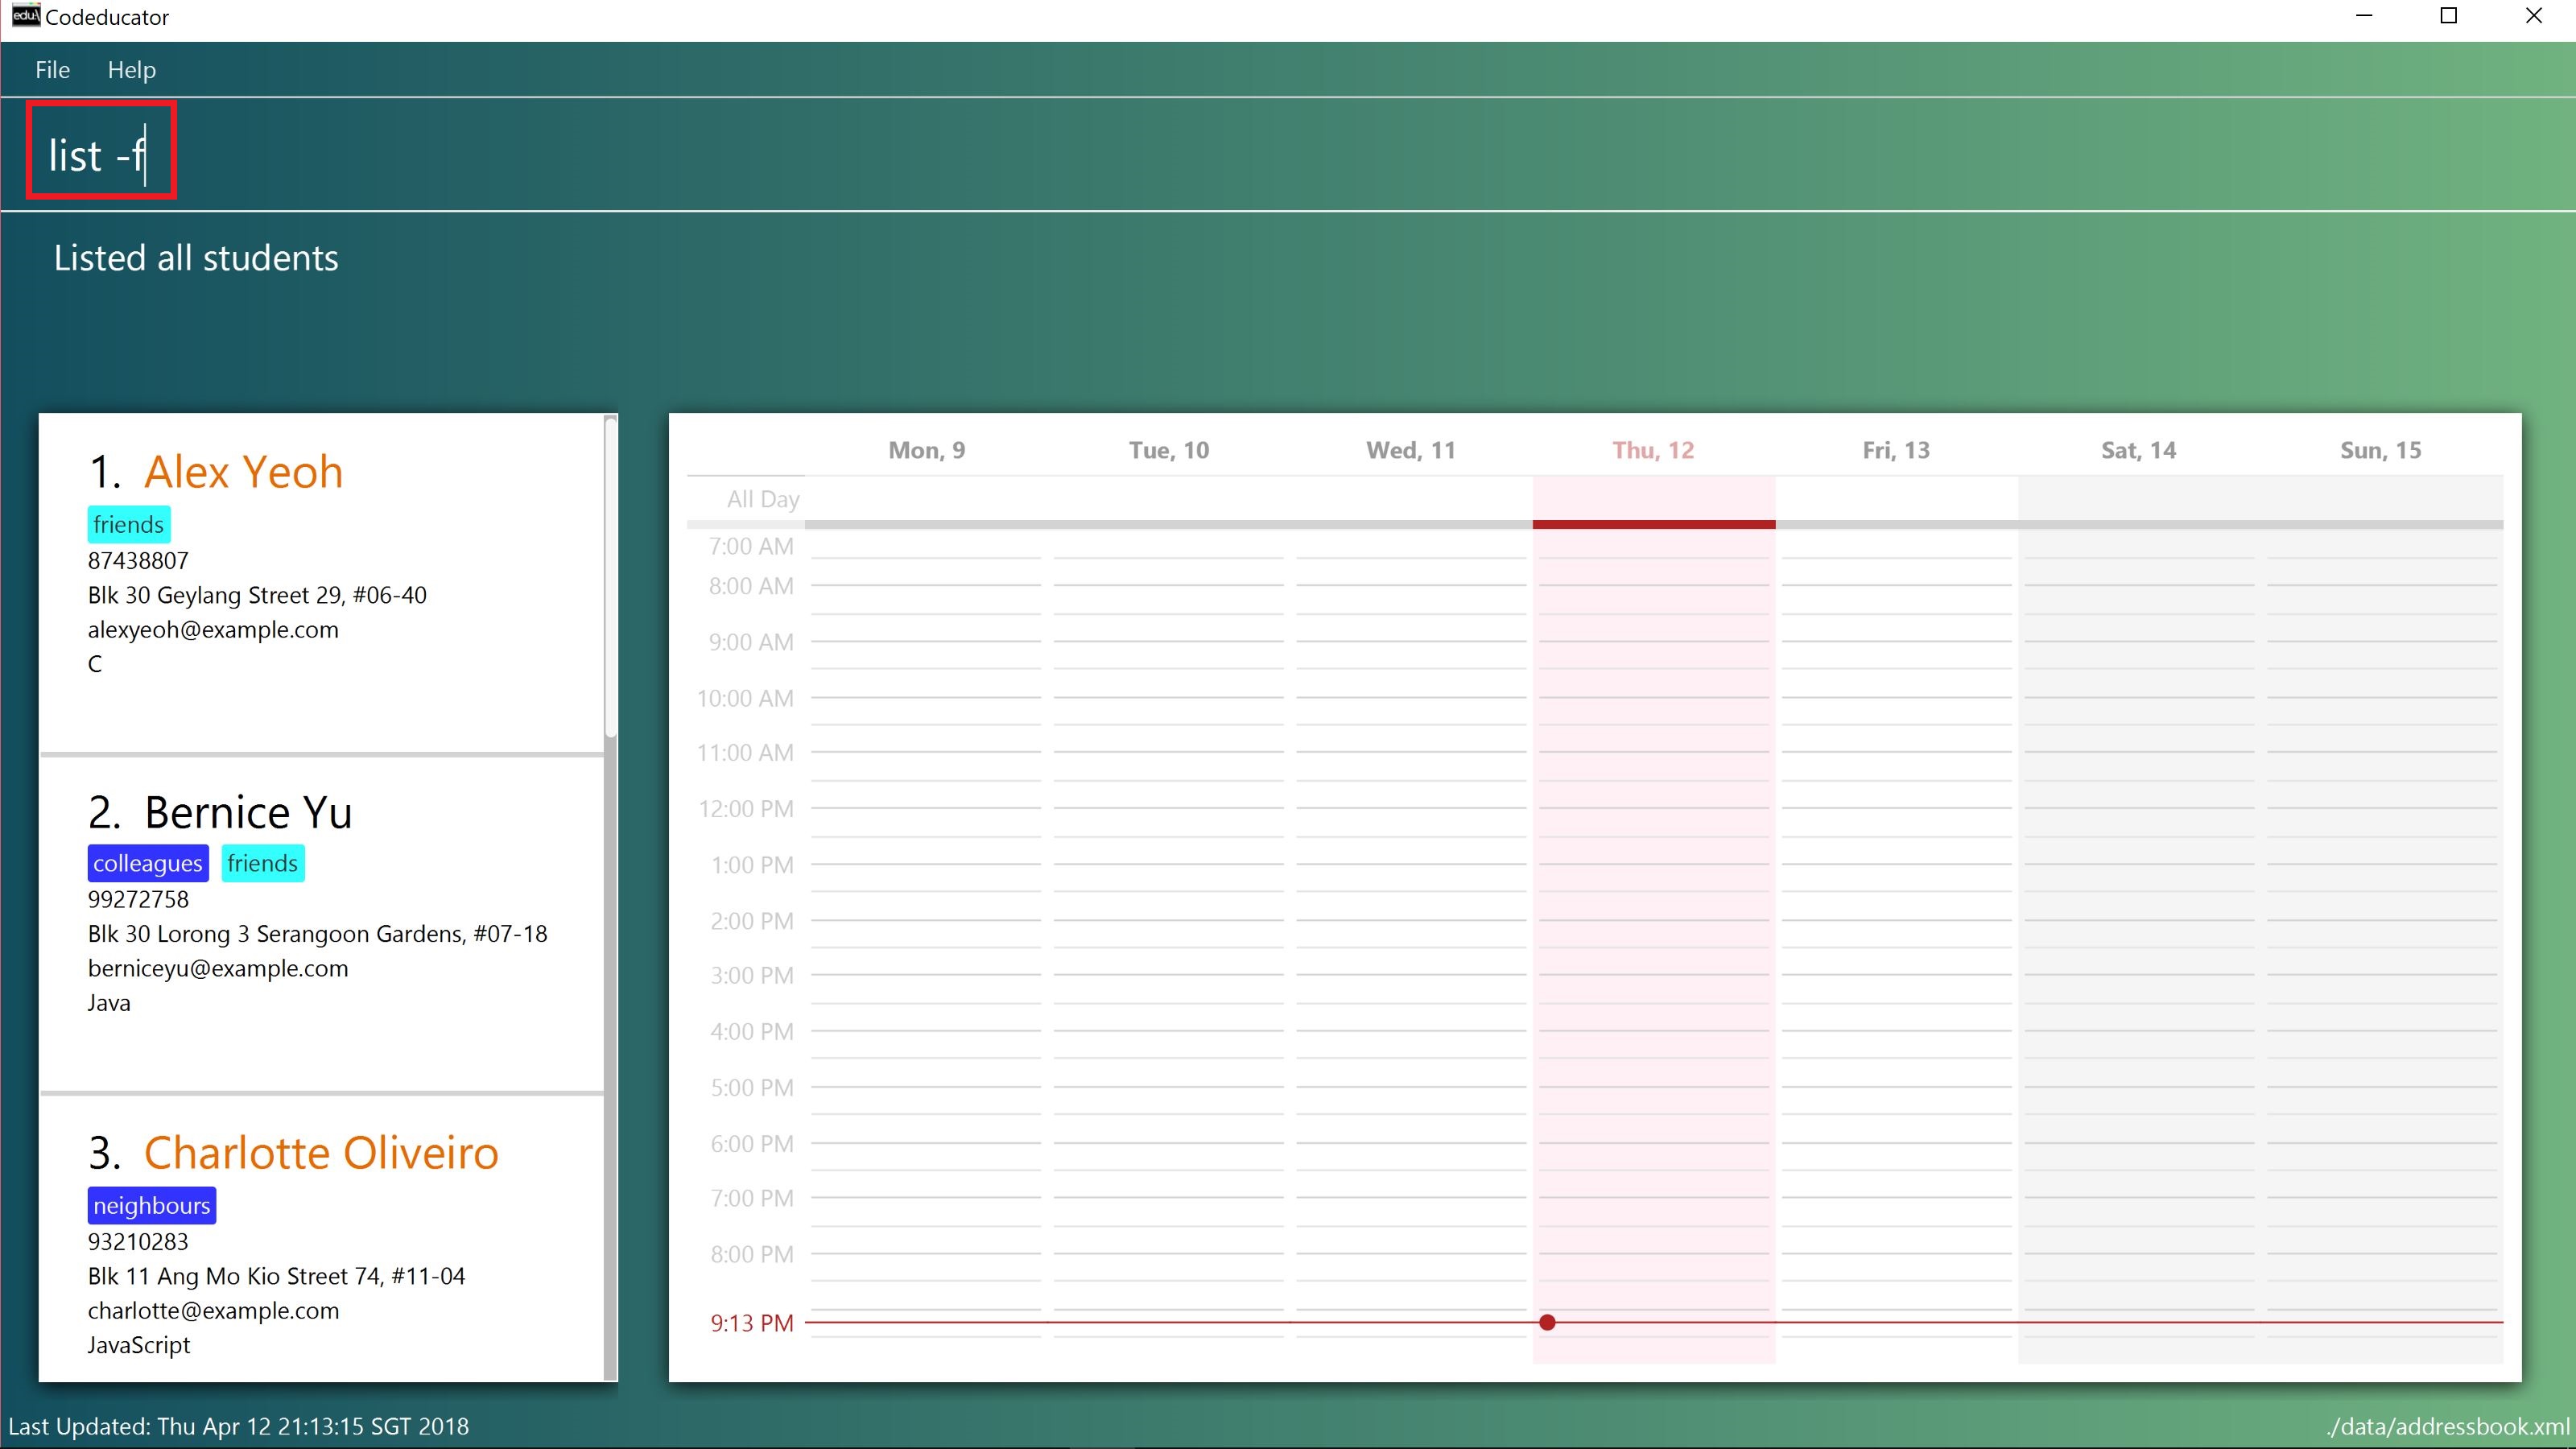 edu:\ Codeducator
File Help
list -f
Listed all students
1. Alex Yeoh
friends
87438807
Blk 30 Geylang Street 29, #06-40
alexyeoh@example.com
C
2. Bernice Yu
colleagues friends
99272758
Blk 30 Lorong 3 Serangoon Gardens, #07-18
berniceyu@example.com
Java
3. Charlotte Oliveiro
neighbours
93210283
Blk 11 Ang Mo Kio Street 74, #11-04
charlotte@example.com
JavaScript
Mon, 9 Tue, 10 Wed, 11 Thu, 12 Fri, 13 Sat, 14 Sun, 15
All Day
7:00 AM
8:00 AM
9:00 AM
10:00 AM
11:00 AM
12:00 PM
1:00 PM
2:00 PM
3:00 PM
4:00 PM
5:00 PM
6:00 PM
7:00 PM
8:00 PM
9:13 PM
Last Updated: Thu Apr 12 21:13:15 SGT 2018
./data/addressbook.xml